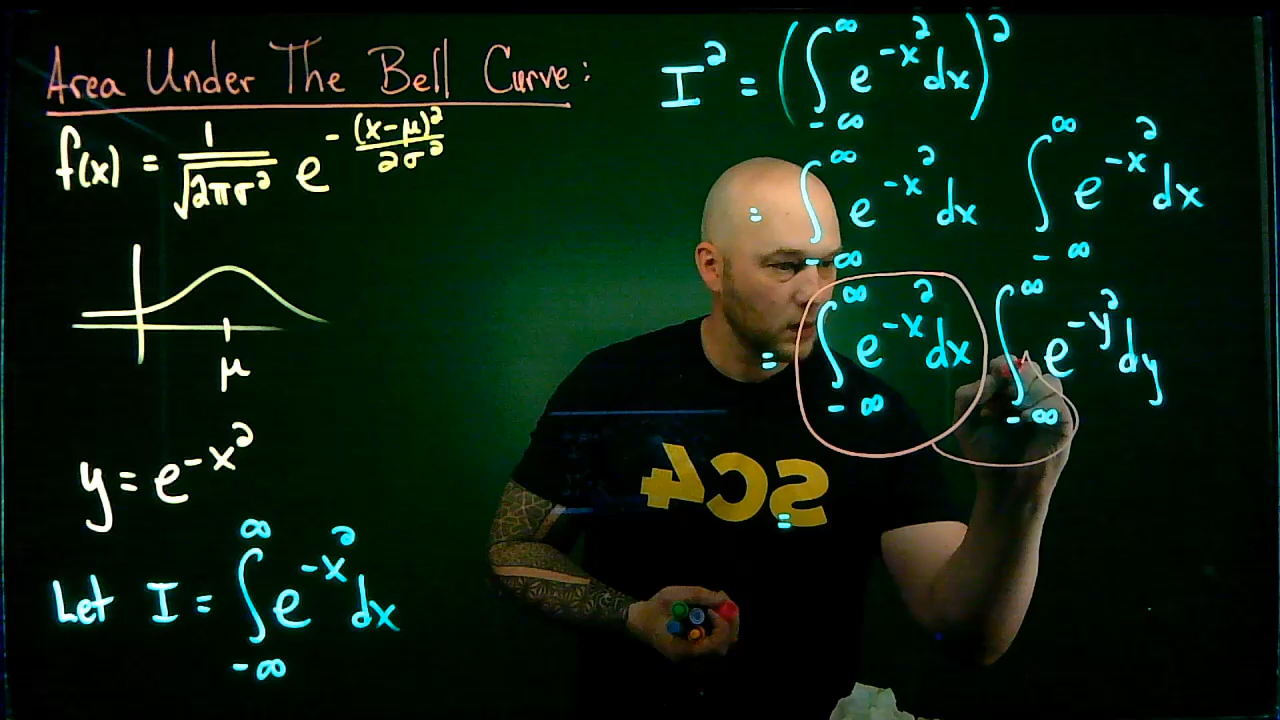 Area Under The Bell Curve:
f(x) = 1/√(2πσ²) e^(-(x-μ)²/2σ²)
μ
y = e^(-x²)
Let I = ∫_{-∞}^{∞} e^(-x²) dx
I² = (∫_{-∞}^{∞} e^(-x²) dx)²
= ∫_{-∞}^{∞} e^(-x²) dx ∫_{-∞}^{∞} e^(-x²) dx
= ∫_{-∞}^{∞} e^(-x²) dx ∫_{-∞}^{∞} e^(-y²) dy
=
SC4